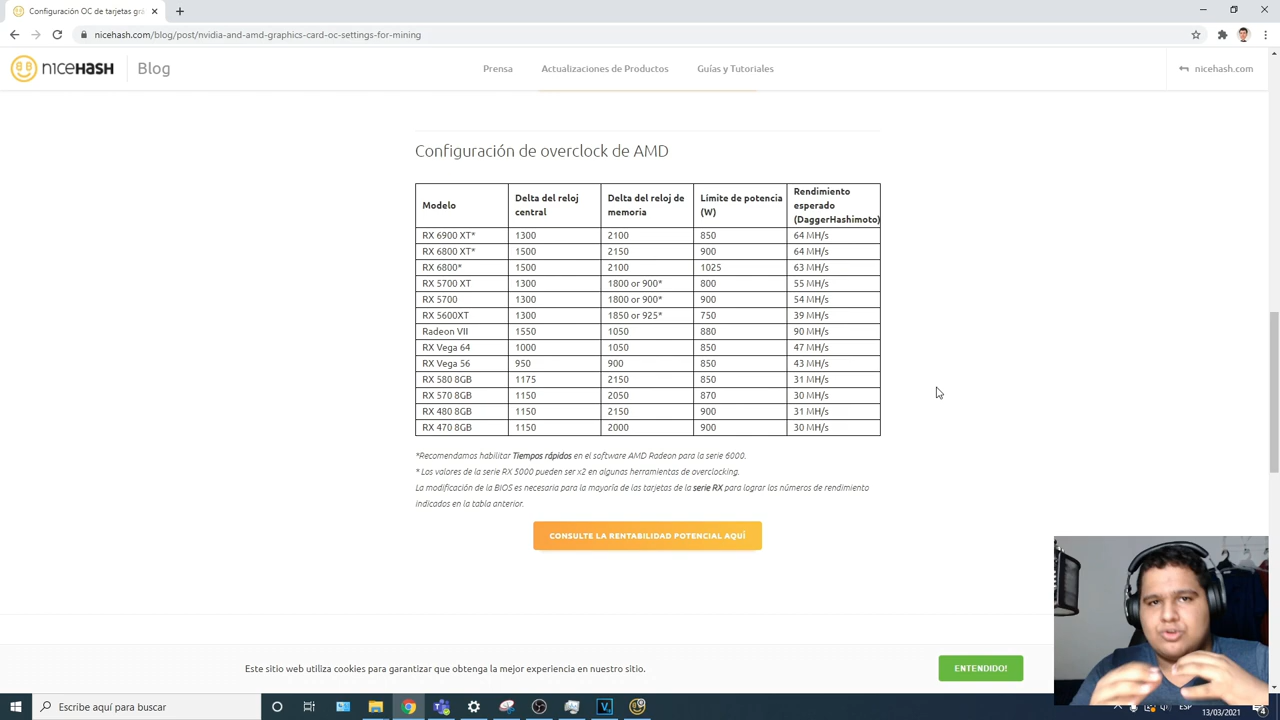 Configuración OC de tarjetas gr
nicehash.com/blog/post/nvidia-and-amd-graphics-card-oc-settings-for-mining
niceHASH Blog Prensa Actualizaciones de Productos Guías y Tutoriales nicehash.com
Configuración de overclock de AMD
Modelo Delta del reloj central Delta del reloj de memoria Limite de potencia (W) Rendimiento esperado (DaggerHashimoto)
RX 6900 XT* 1300 2100 850 64 MH/s
RX 6800 XT* 1500 2150 900 64 MH/s
RX 6800* 1500 2100 1025 63 MH/s
RX 5700 XT 1300 1800 or 900* 800 55 MH/s
RX 5700 1300 1800 or 900* 900 54 MH/s
RX 5600XT 1300 1850 or 925* 750 39 MH/s
Radeon VII 1550 1050 880 90 MH/s
RX Vega 64 1000 1050 850 47 MH/s
RX Vega 56 950 900 850 43 MH/s
RX 580 8GB 1175 2150 850 31 MH/s
RX 570 8GB 1150 2050 870 30 MH/s
RX 480 8GB 1150 2150 900 31 MH/s
RX 470 8GB 1150 2000 900 30 MH/s
*Recomendamos habilitar Tiempos rápidos en el software AMD Radeon para la serie 6000.
* Los valores de la serie RX 5000 pueden ser x2 en algunas herramientas de overclocking.
La modificación de la BIOS es necesaria para la mayoría de las tarjetas de la serie RX para lograr los números de rendimiento
indicados en la tabla anterior.
CONSULTE LA RENTABILIDAD POTENCIAL AQUÍ
Este sitio web utiliza cookies para garantizar que obtenga la mejor experiencia en nuestro sitio.
ENTENDIDO!
Escribe aquí para buscar
ESP
13/03/2021